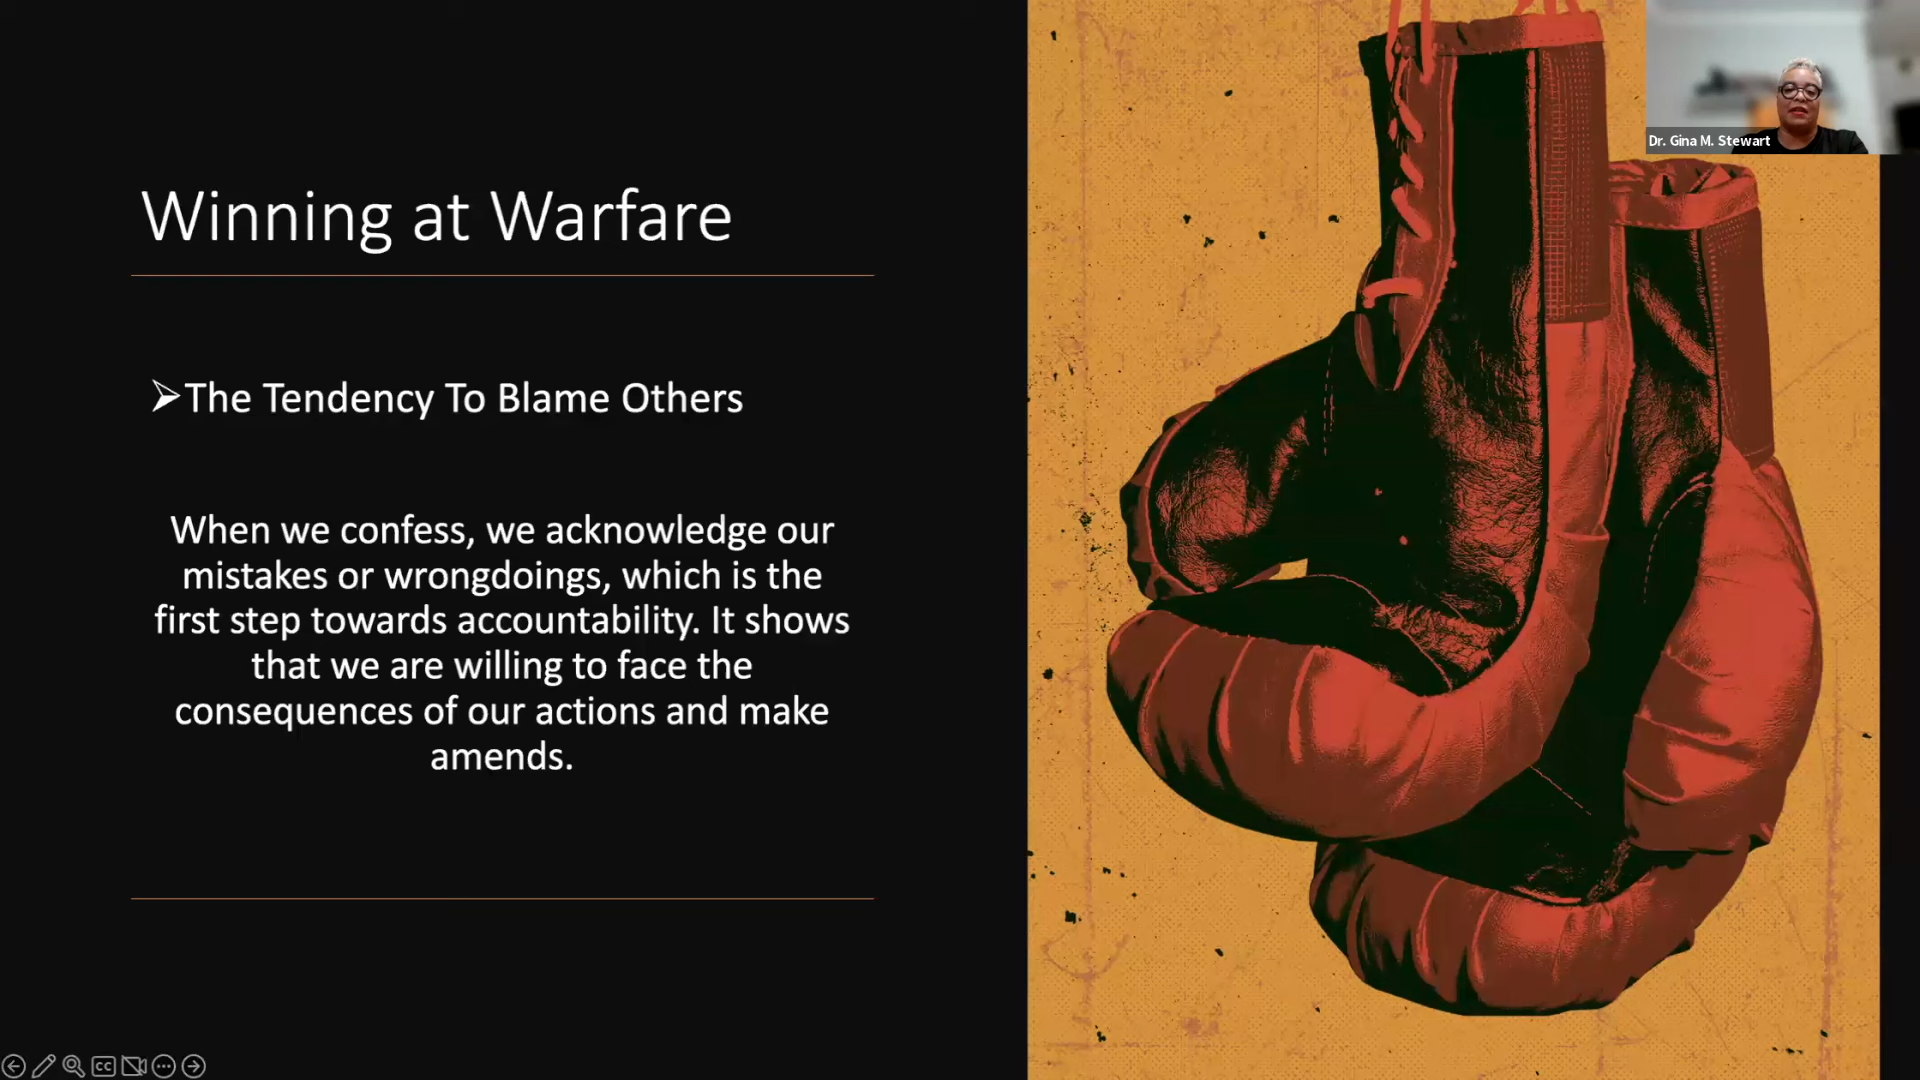 Winning at Warfare
➢The Tendency To Blame Others
When we confess, we acknowledge our
mistakes or wrongdoings, which is the
first step towards accountability. It shows
that we are willing to face the
consequences of our actions and make
amends.
Dr. Gina M. Stewart
CC